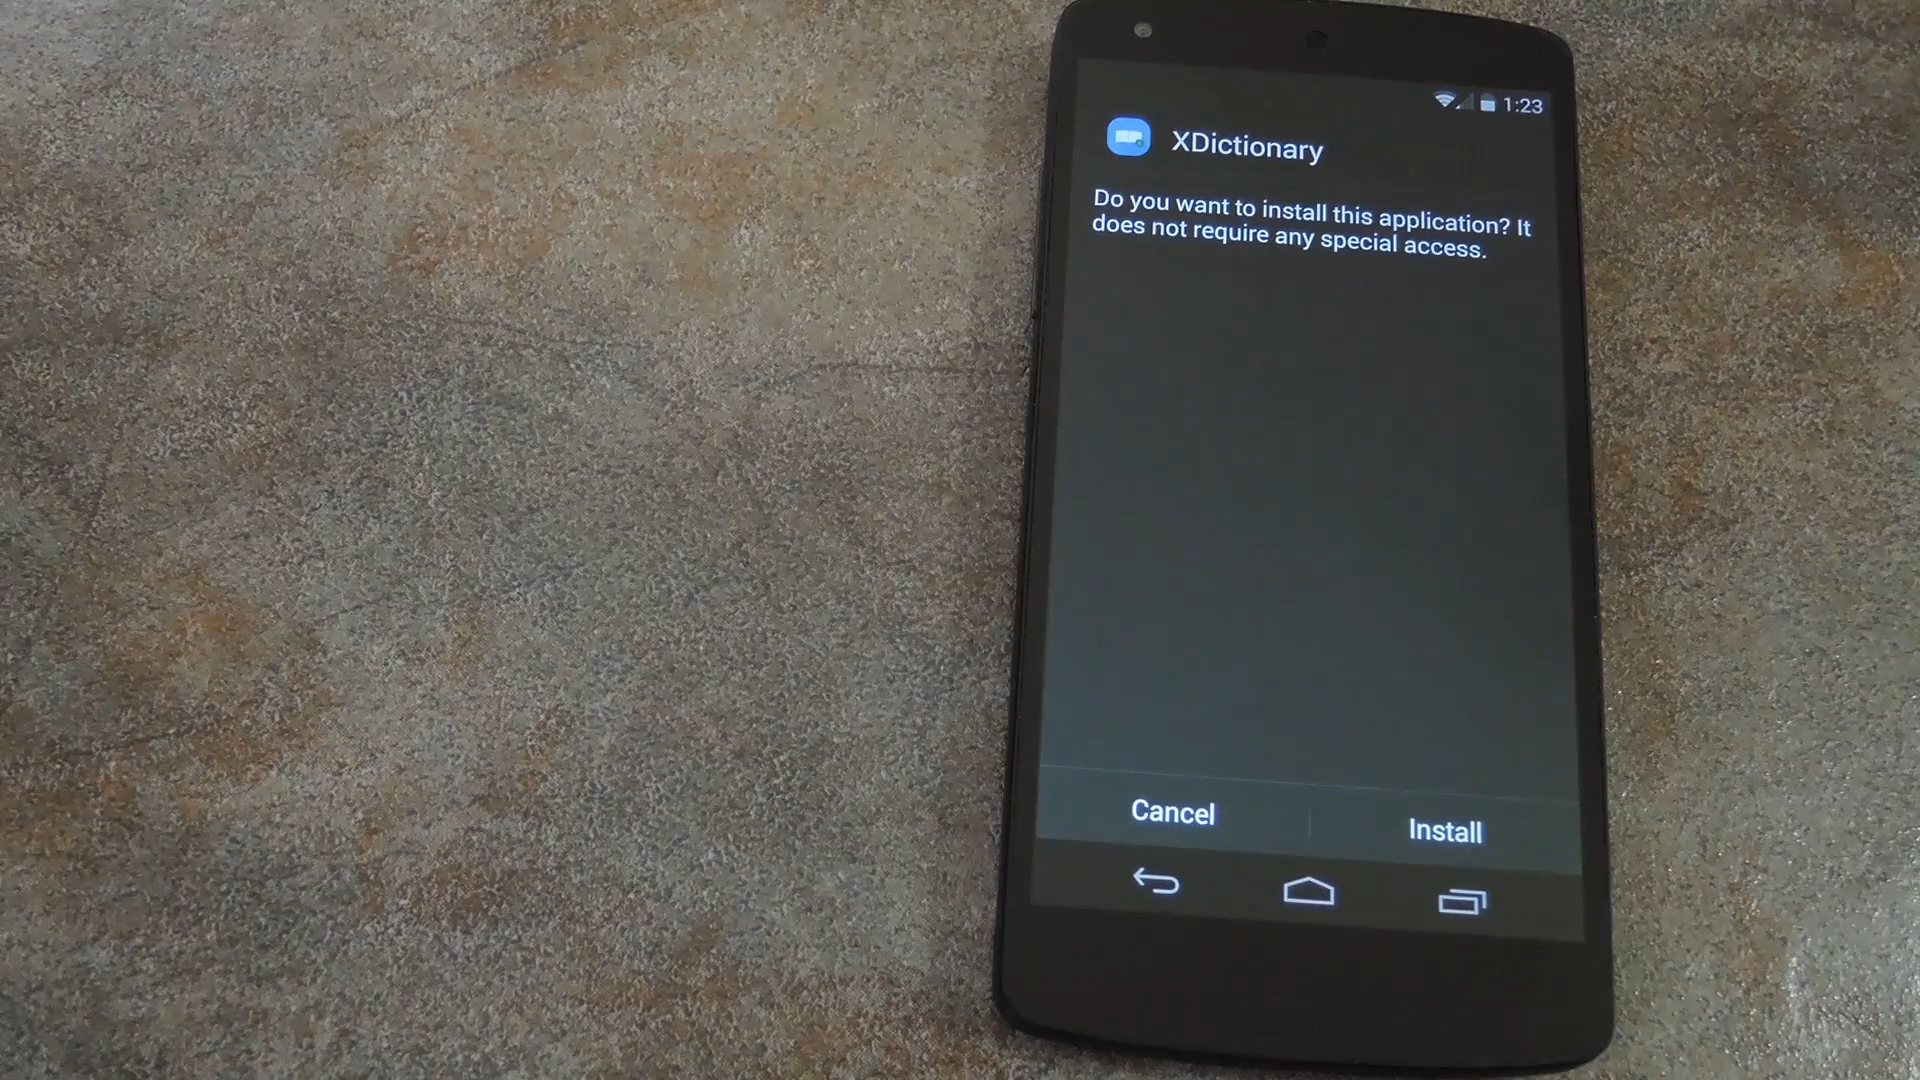 1:23
XDictionary
Do you want to install this application? It
does not require any special access.
Cancel
Install